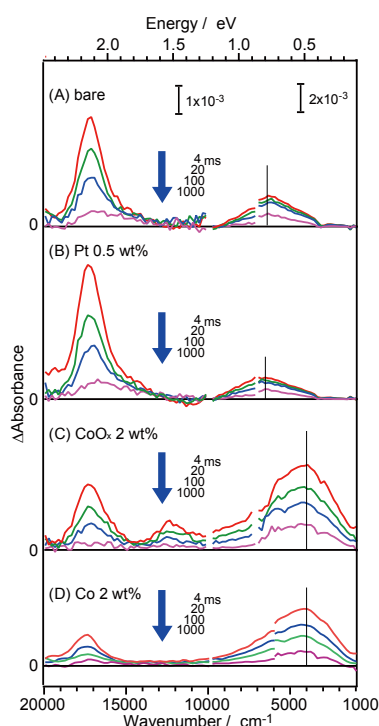 Energy / eV
2.0 1.5 1.0 0.5
(A) bare
1x10⁻³
2x10⁻³
4 ms
20
100
1000
0
(B) Pt 0.5 wt%
4 ms
20
100
1000
0
ΔAbsorbance
(C) CoOₓ 2 wt%
4 ms
20
100
1000
0
(D) Co 2 wt%
4 ms
20
100
1000
0
20000 15000 10000 5000 1000
Wavenumber / cm⁻¹